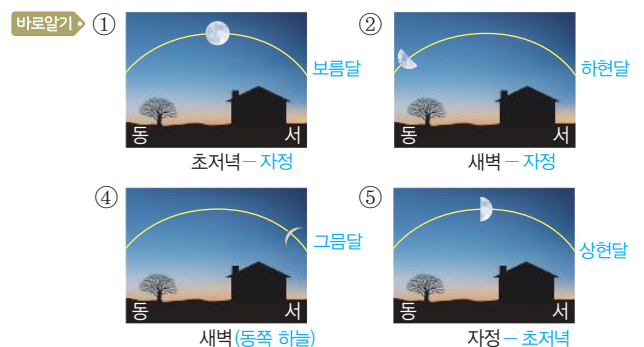 바로알기 ①
보름달
동 서
초저녁 – 자정
②
하현달
동 서
새벽 – 자정
④
그믐달
동 서
새벽(동쪽 하늘)
⑤
상현달
동 서
자정 – 초저녁